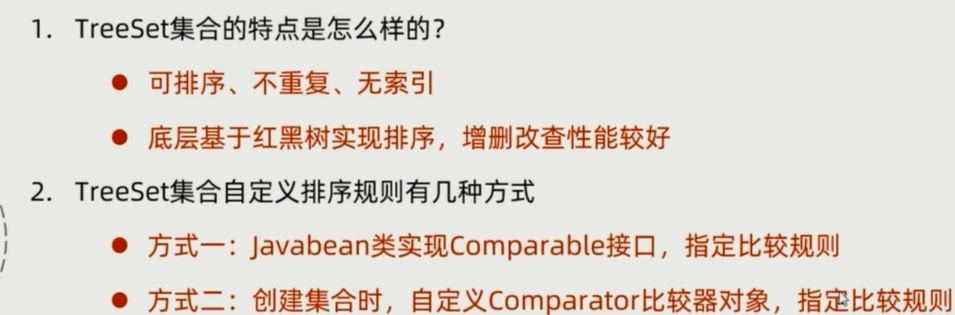 1. TreeSet集合的特点是怎么样的？
● 可排序、不重复、无索引
● 底层基于红黑树实现排序，增删改查性能较好
2. TreeSet集合自定义排序规则有几种方式
● 方式一：Javabean类实现Comparable接口，指定比较规则
● 方式二：创建集合时，自定义Comparator比较器对象，指定比较规则